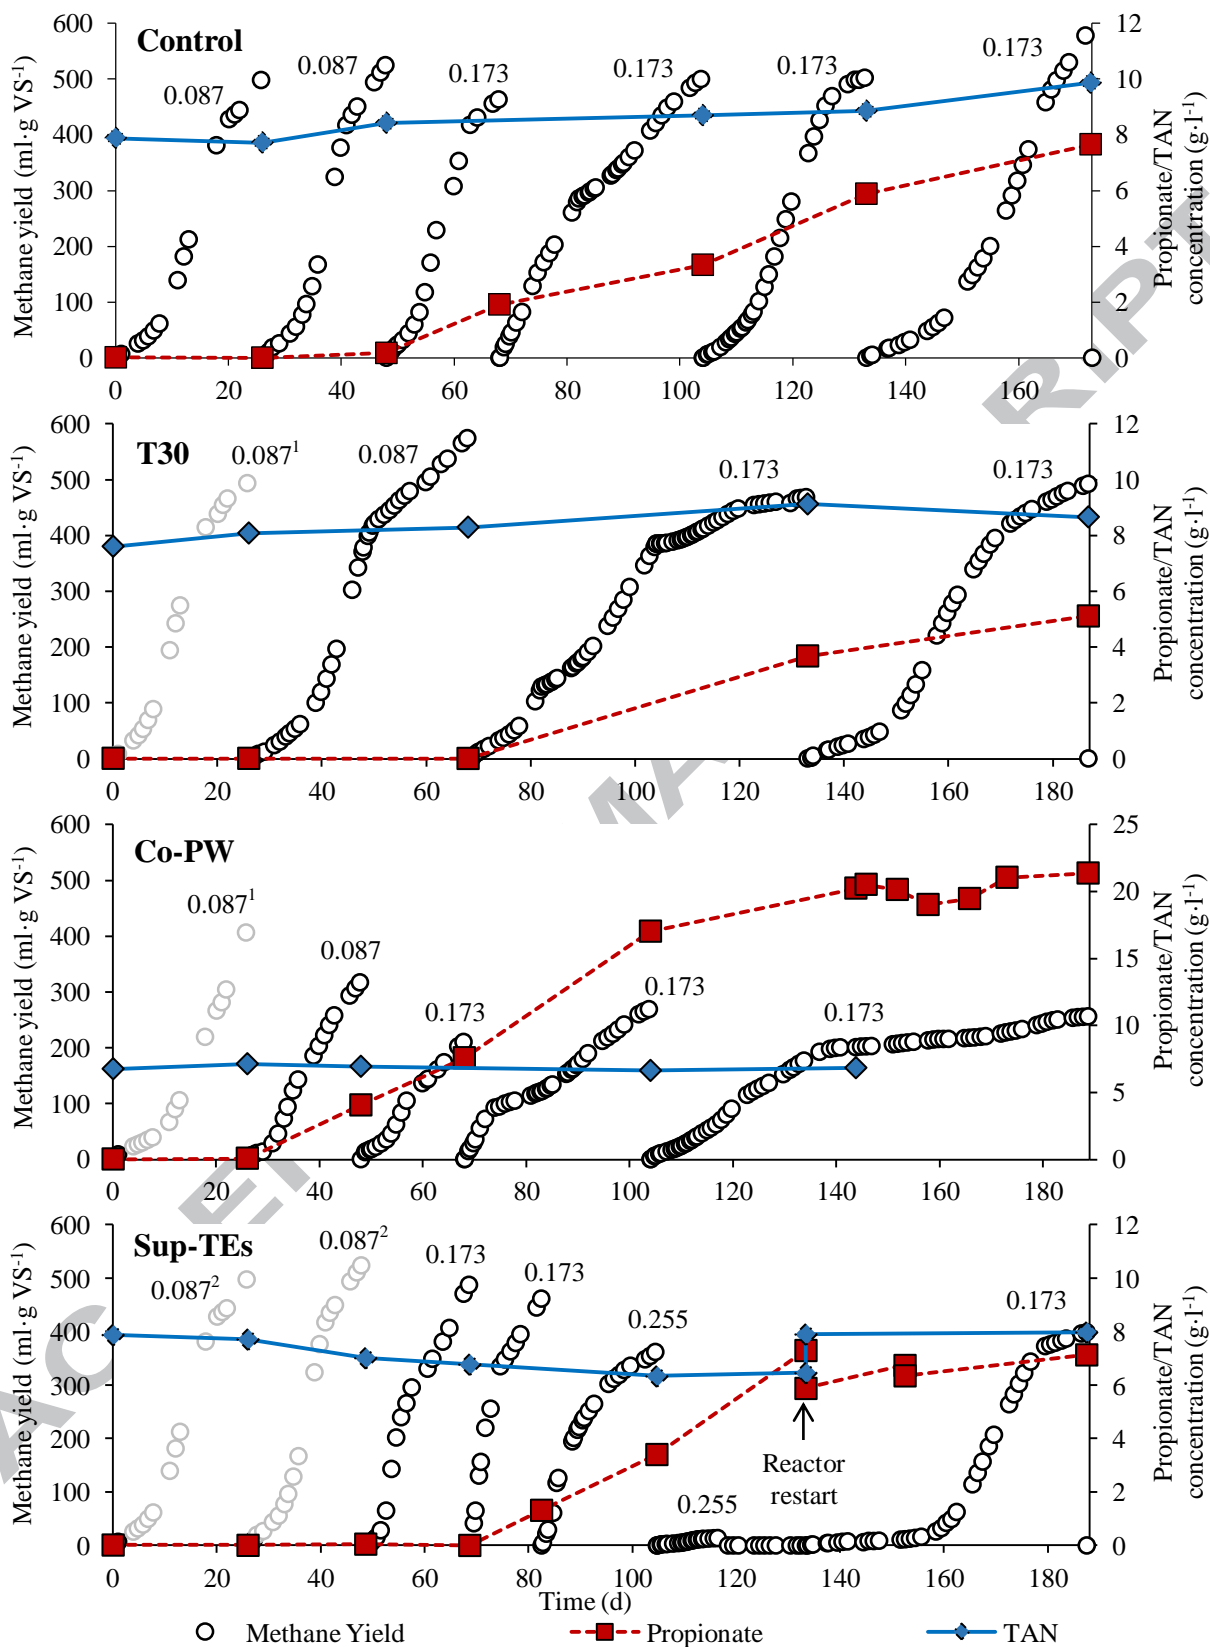 Control
Methane yield (ml·g VS⁻¹)
Propionate/TAN
concentration (g·l⁻¹)
600 500 400 300 200 100 0
12 10 8 6 4 2 0
0.087 0.087 0.173 0.173 0.173 0.173
0 20 40 60 80 100 120 140 160
T30
Methane yield (ml·g VS⁻¹)
Propionate/TAN
concentration (g·l⁻¹)
600 500 400 300 200 100 0
12 10 8 6 4 2 0
0.087¹ 0.087 0.173 0.173
0 20 40 60 80 100 120 140 160 180
Co-PW
Methane yield (ml·g VS⁻¹)
Propionate/TAN
concentration (g·l⁻¹)
600 500 400 300 200 100 0
25 20 15 10 5 0
0.087¹ 0.087 0.173 0.173 0.173
0 20 40 60 80 100 120 140 160 180
Sup-TEs
Methane yield (ml·g VS⁻¹)
Propionate/TAN
concentration (g·l⁻¹)
600 500 400 300 200 100 0
12 10 8 6 4 2 0
0.087² 0.087² 0.173 0.173 0.255 0.255 0.173
Reactor
restart
0 20 40 60 80 100 120 140 160 180
Time (d)
Methane Yield Propionate TAN